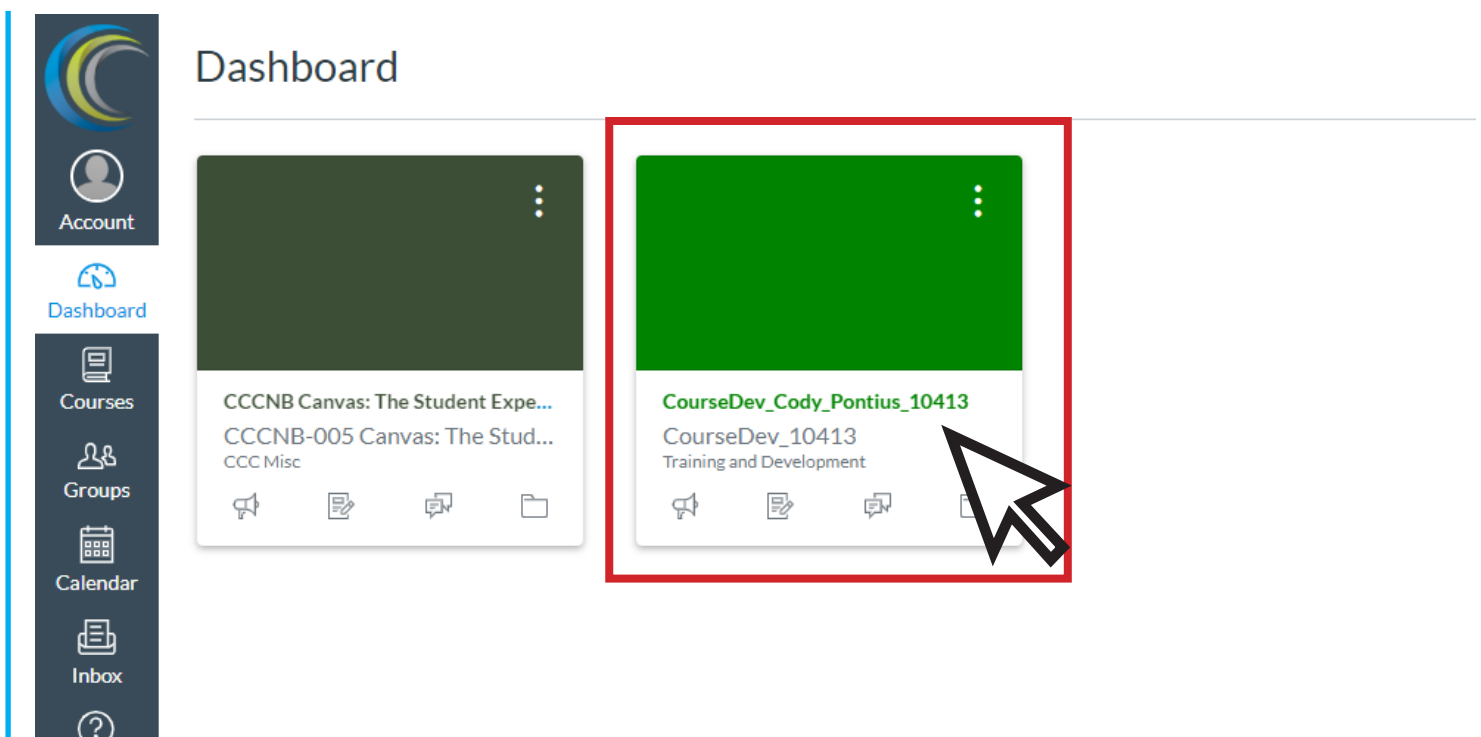 Dashboard
Account
Dashboard
Courses
Groups
Calendar
Inbox
CCCNB Canvas: The Student Expe...
CCCNB-005 Canvas: The Stud...
CCC Misc
CourseDev_Cody_Pontius_10413
CourseDev_10413
Training and Development